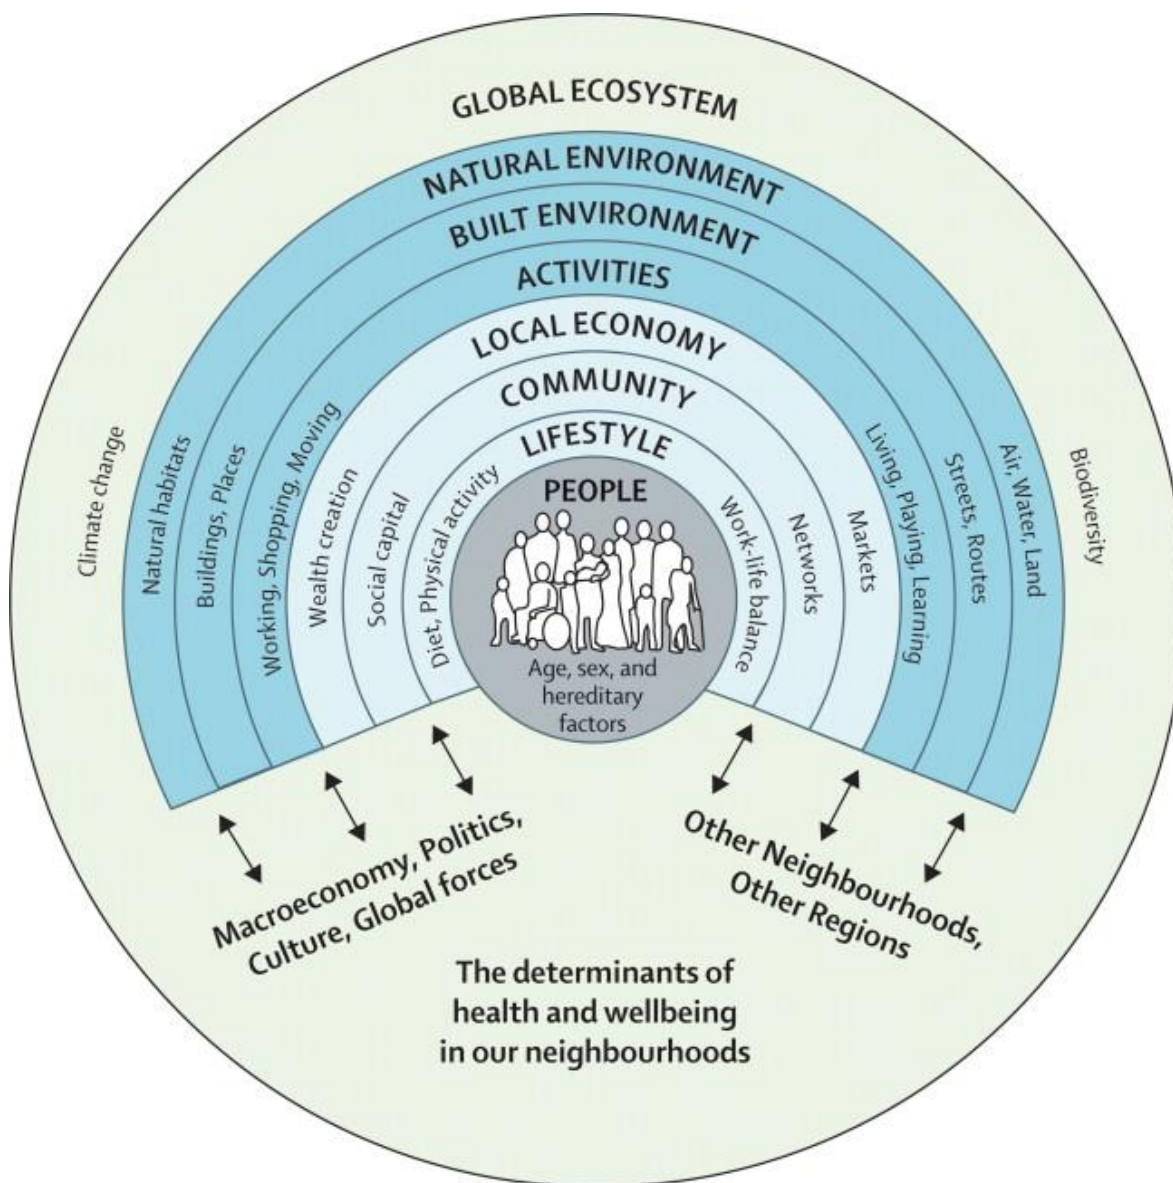 GLOBAL ECOSYSTEM
NATURAL ENVIRONMENT
BUILT ENVIRONMENT
ACTIVITIES
LOCAL ECONOMY
COMMUNITY
LIFESTYLE
PEOPLE
Age, sex, and
hereditary
factors
Climate change
Natural habitats
Buildings, Places
Working, Shopping, Moving
Wealth creation
Social capital
Diet, Physical activity
Work-life balance
Networks
Markets
Living, Playing, Learning
Streets, Routes
Air, Water, Land
Biodiversity
Macroeconomy, Politics,
Culture, Global forces
Other Neighbourhoods,
Other Regions
The determinants of
health and wellbeing
in our neighbourhoods